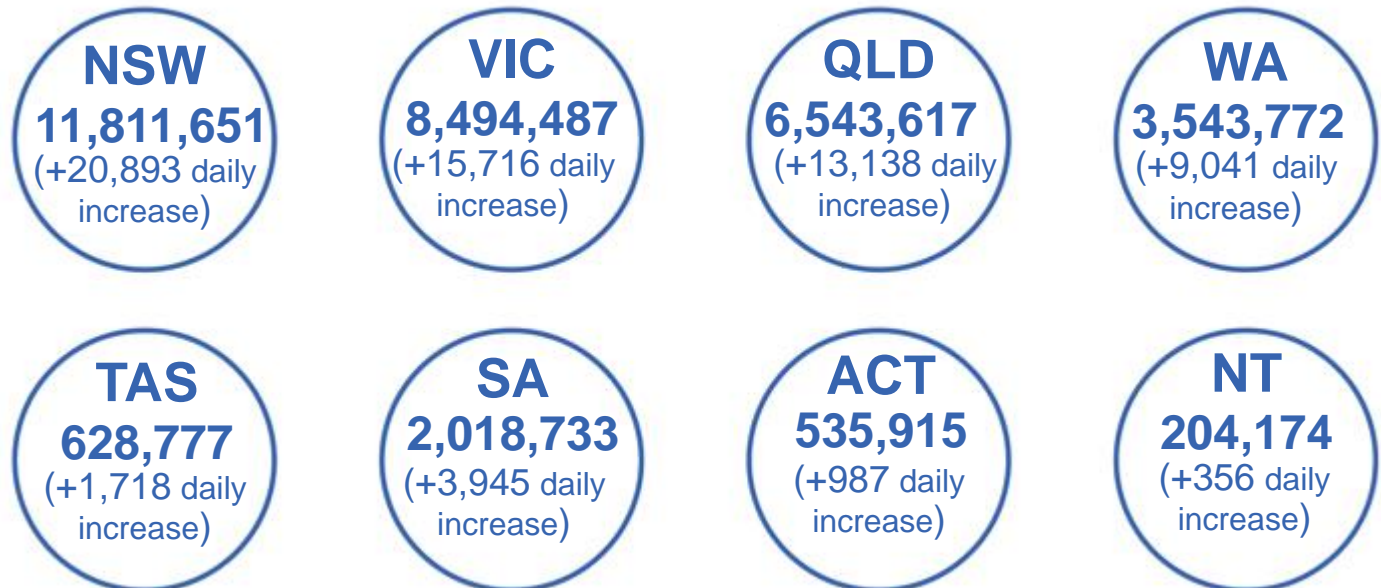 NSW
11,811,651
(+20,893 daily
increase)
VIC
8,494,487
(+15,716 daily
increase)
QLD
6,543,617
(+13,138 daily
increase)
WA
3,543,772
(+9,041 daily
increase)
TAS
628,777
(+1,718 daily
increase)
SA
2,018,733
(+3,945 daily
increase)
ACT
535,915
(+987 daily
increase)
NT
204,174
(+356 daily
increase)